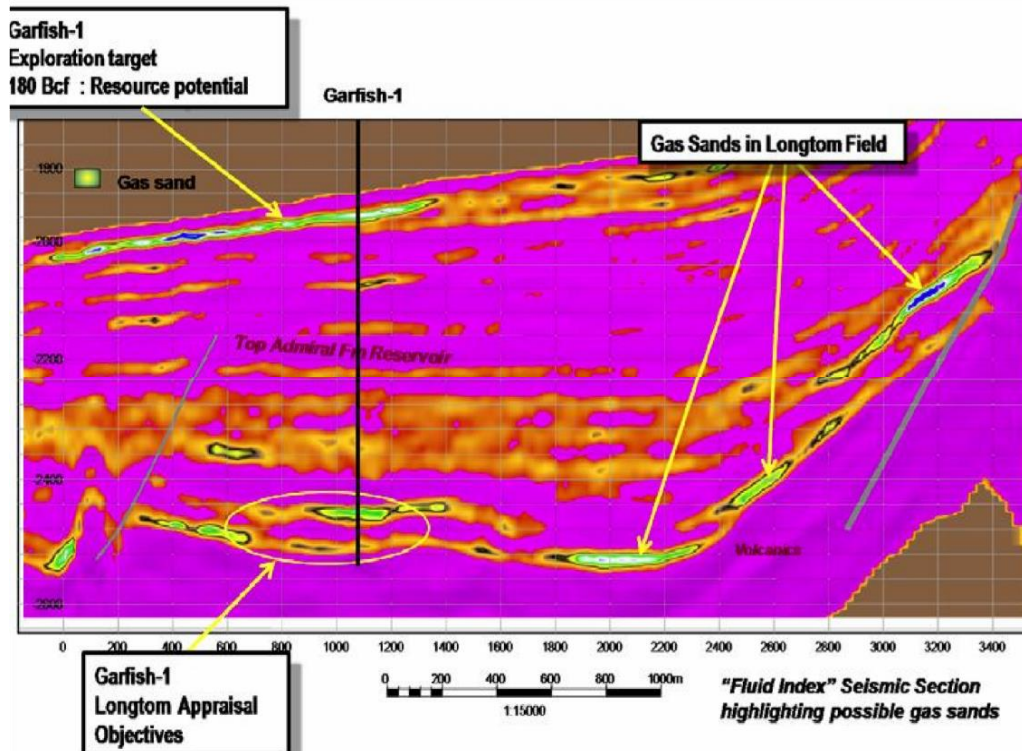 Garfish-1
Exploration target
180 Bcf : Resource potential
Garfish-1
Gas Sands in Longtom Field
Gas sand
-1800
-2000
Top Admiral Fm Reservoir
-2200
-2400
Volcanics
0 200 400 600 800 1000 1200 1400 1600 1800 2000 2200 2400 2600 2800 3000 3200 3400
Garfish-1
Longtom Appraisal
Objectives
0 200 400 600 1000m
1:15000
"Fluid Index" Seismic Section
highlighting possible gas sands